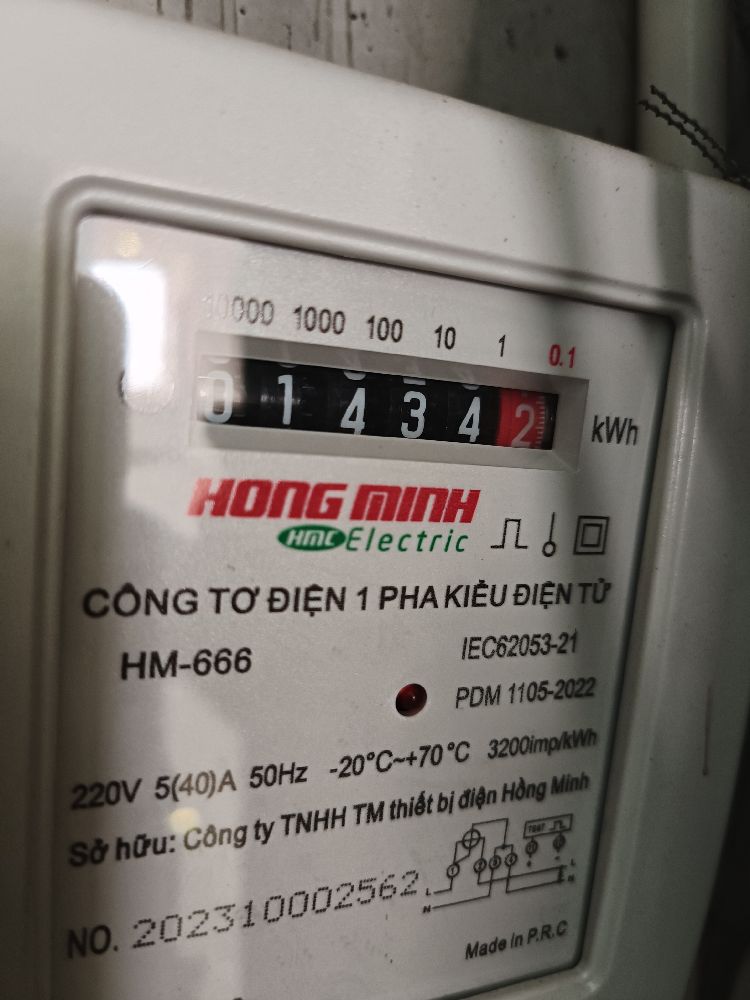 10000 1000 100 10 1 0.1
0 1 4 3 4 2 kWh
HONG MINH
HMC Electric
CÔNG TƠ ĐIỆN 1 PHA KIỂU ĐIỆN TỬ
HM-666 IEC62053-21
PDM 1105-2022
220V 5(40)A 50Hz -20°C~+70°C 3200imp/kWh
Sở hữu: Công ty TNHH TM thiết bị điện Hồng Minh
TEST
L L
N N
NO. 202310002562
Made in P.R.C